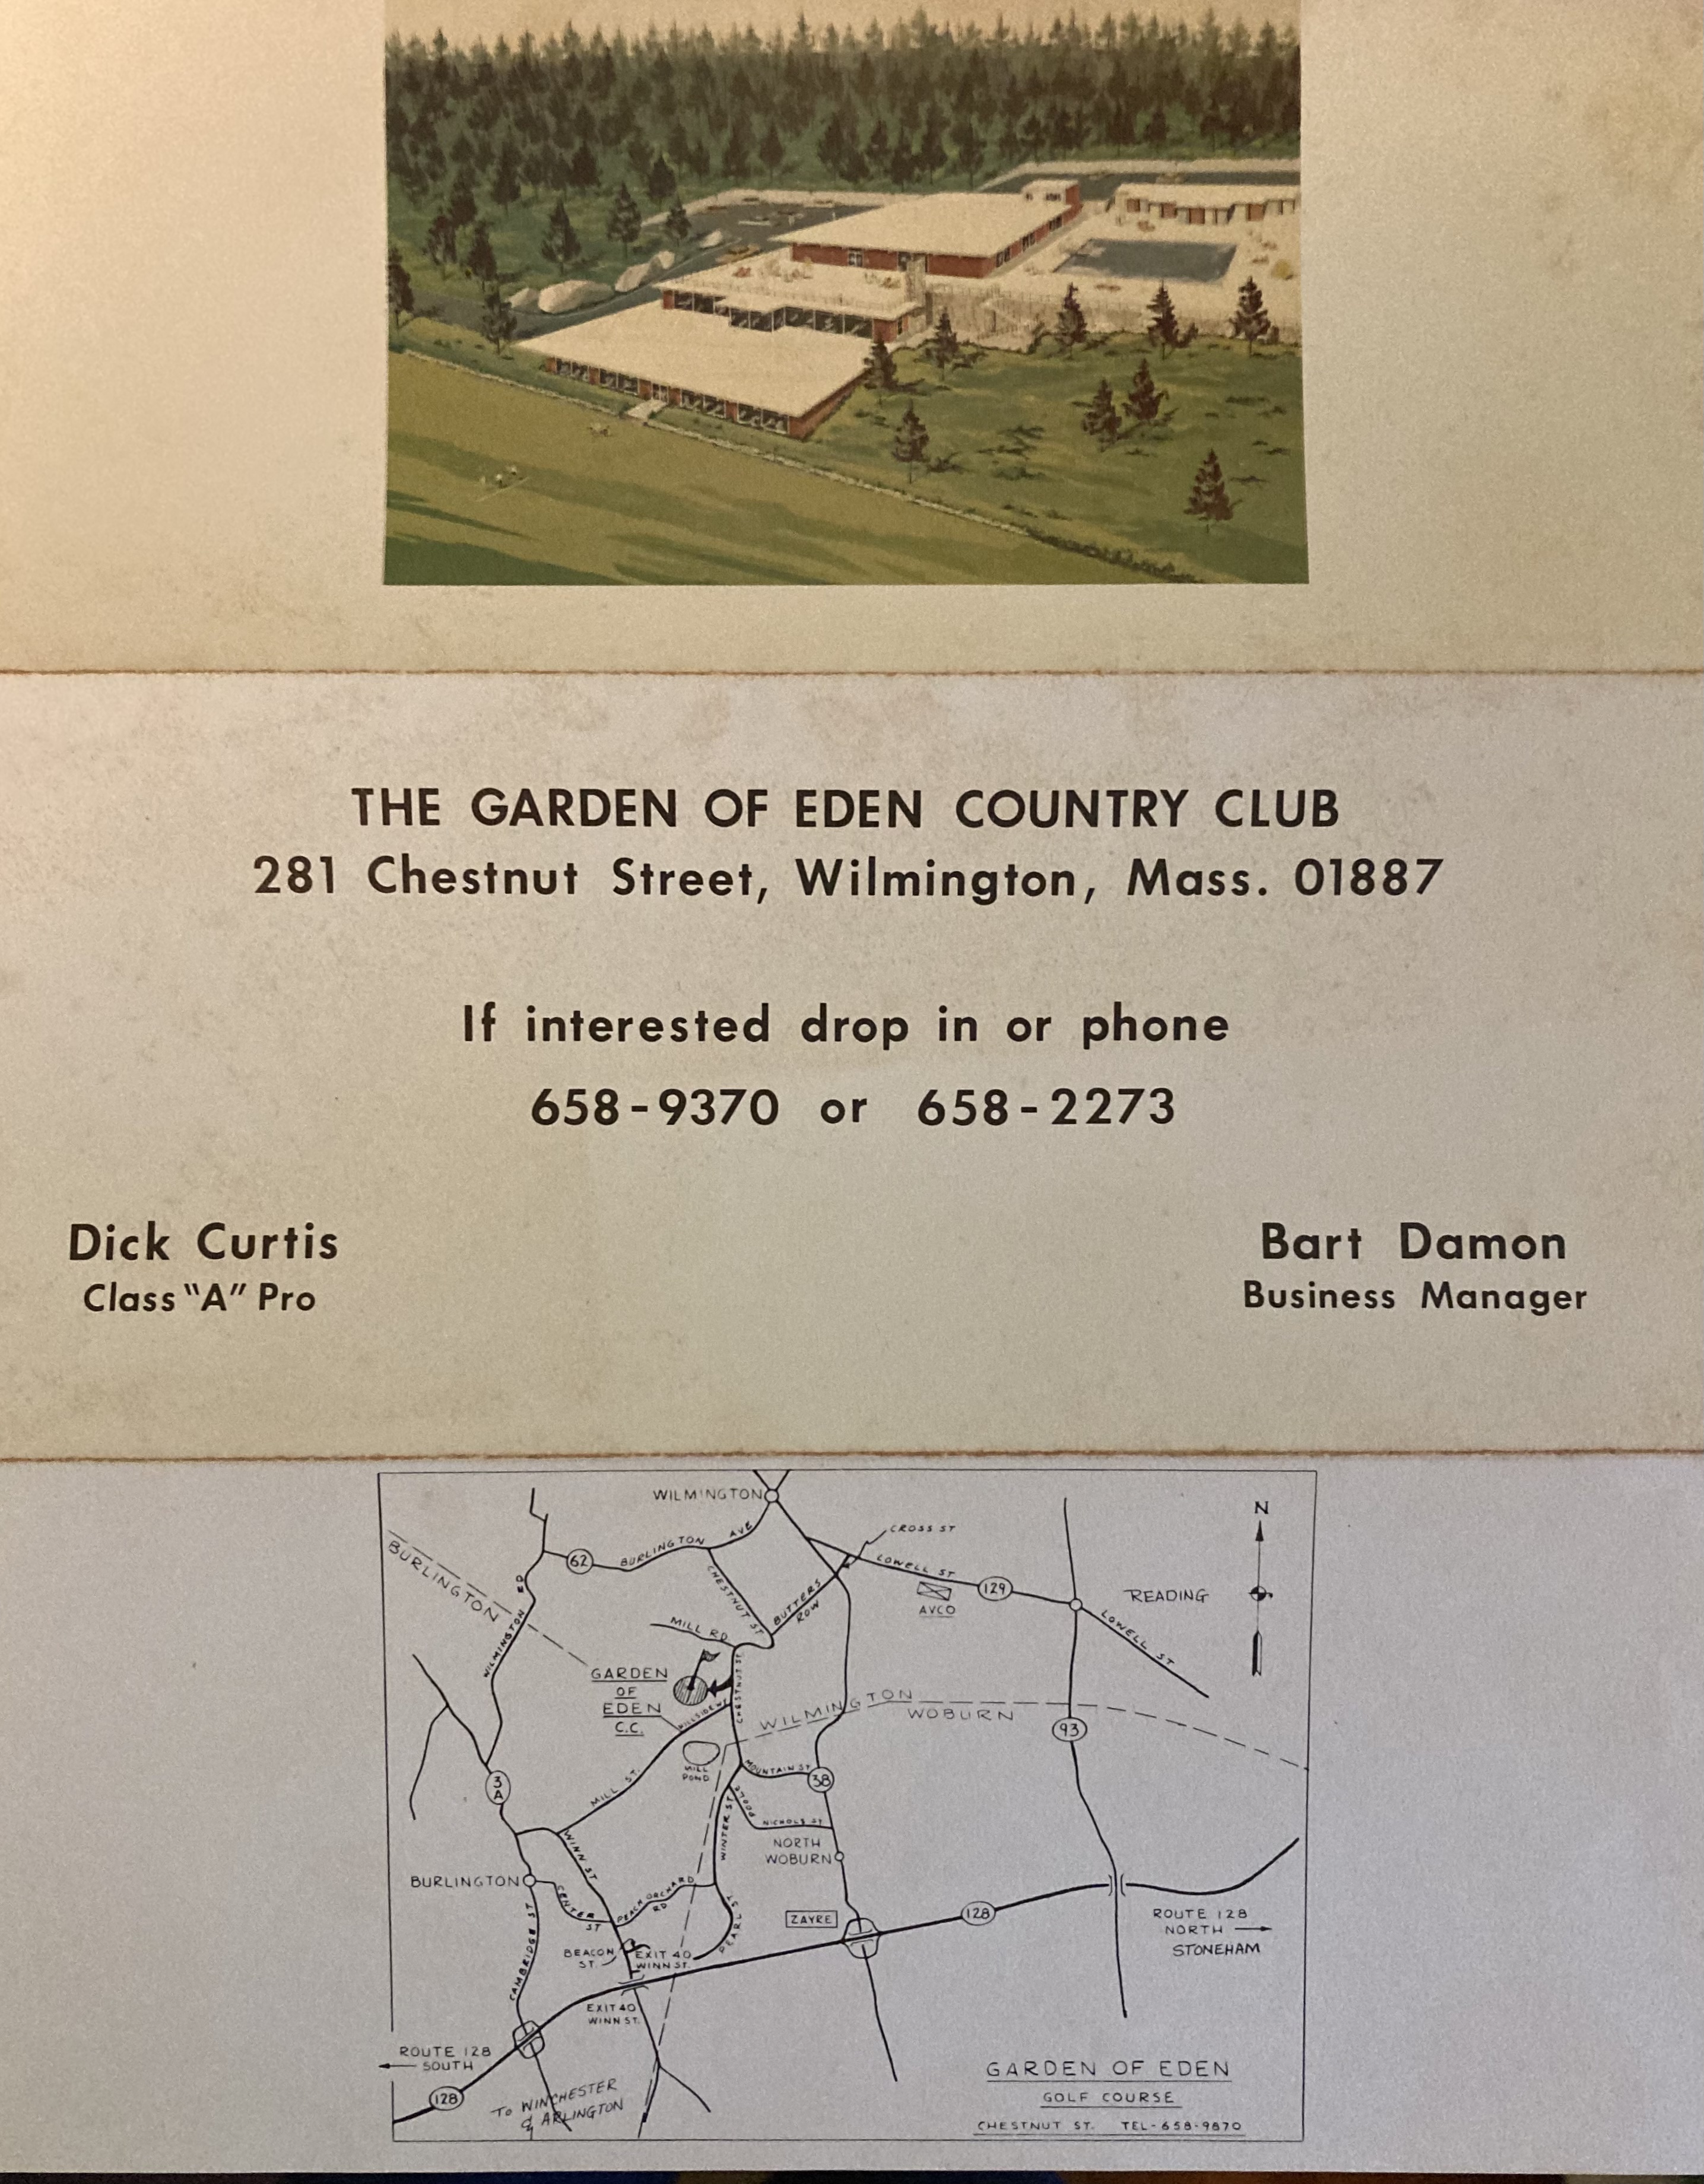 THE GARDEN OF EDEN COUNTRY CLUB
281 Chestnut Street, Wilmington, Mass. 01887
If interested drop in or phone
658-9370 or 658-2273
Dick Curtis
Class "A" Pro
Bart Damon
Business Manager
WILMINGTON
N
CROSS ST
BURLINGTON AVE
62
LOWELL ST
129
AVCO
READING
LOWELL ST
BURLINGTON
WILMINGTON RD
CHESTNUT ST
BUTTERS ROW
MILL RD
GARDEN
OF
EDEN
C.C.
CHESTNUT ST.
HILLSIDE WY
WILMINGTON
WOBURN
93
MILL
POND
MOUNTAIN ST
38
3
A
MILL ST.
POOLE
NICHOLS ST
WINTER ST
NORTH
WOBURN
WINN ST
BURLINGTON
CENTER
ST
PEACH ORCHARD
RD
PEARL ST
ZAYRE
128
ROUTE 128
NORTH
STONEHAM
CAMBRIDGE ST
BEACON
ST.
EXIT 40
WINN ST.
EXIT 40
WINN ST.
ROUTE 128
SOUTH
128
TO WINCHESTER
& ARLINGTON
GARDEN OF EDEN
GOLF COURSE
CHESTNUT ST. TEL-658-9870